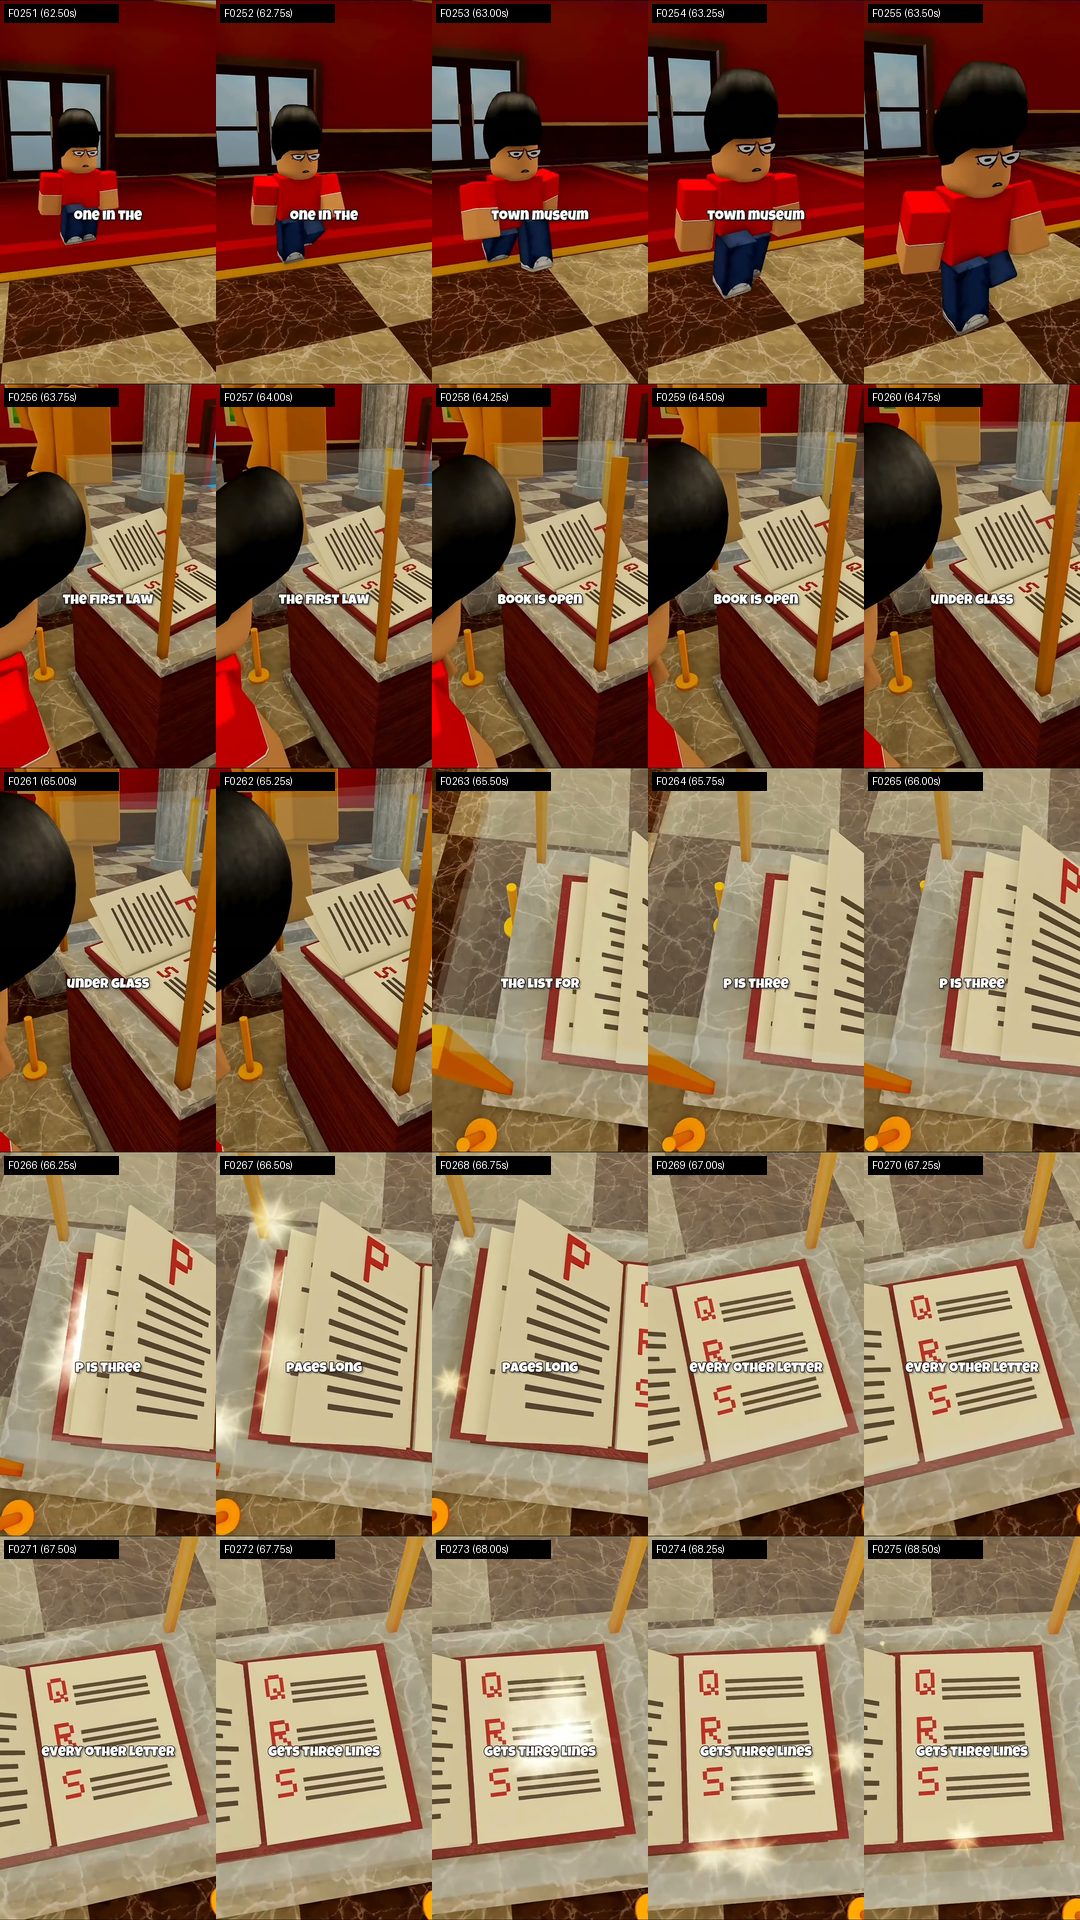 F0251 (62.50s)
F0252 (62.75s)
F0253 (63.00s)
F0254 (63.25s)
F0255 (63.50s)
one in the
one in the
Town museum
Town museum
F0256 (63.75s)
F0257 (64.00s)
F0258 (64.25s)
F0259 (64.50s)
F0260 (64.75s)
The first law
The first law
Book is open
Book is open
under glass
F0261 (65.00s)
F0262 (65.25s)
F0263 (65.50s)
F0264 (65.75s)
F0265 (66.00s)
P
P
P
S
S
under glass
The list for
P is three
P is three
F0266 (66.25s)
F0267 (66.50s)
F0268 (66.75s)
F0269 (67.00s)
F0270 (67.25s)
P
P
P
Q
Q
R
R
P is three
pages long
pages long
every other letter
every other letter
S
S
F0271 (67.50s)
F0272 (67.75s)
F0273 (68.00s)
F0274 (68.25s)
F0275 (68.50s)
Q
Q
Q
Q
Q
R
R
R
R
R
every other letter
gets three lines
gets three lines
gets three lines
gets three lines
S
S
S
S
S